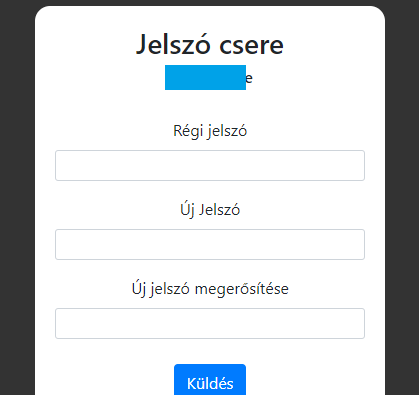 Jelszó csere
Régi jelszó
Új Jelszó
Új jelszó megerősítése
Küldés